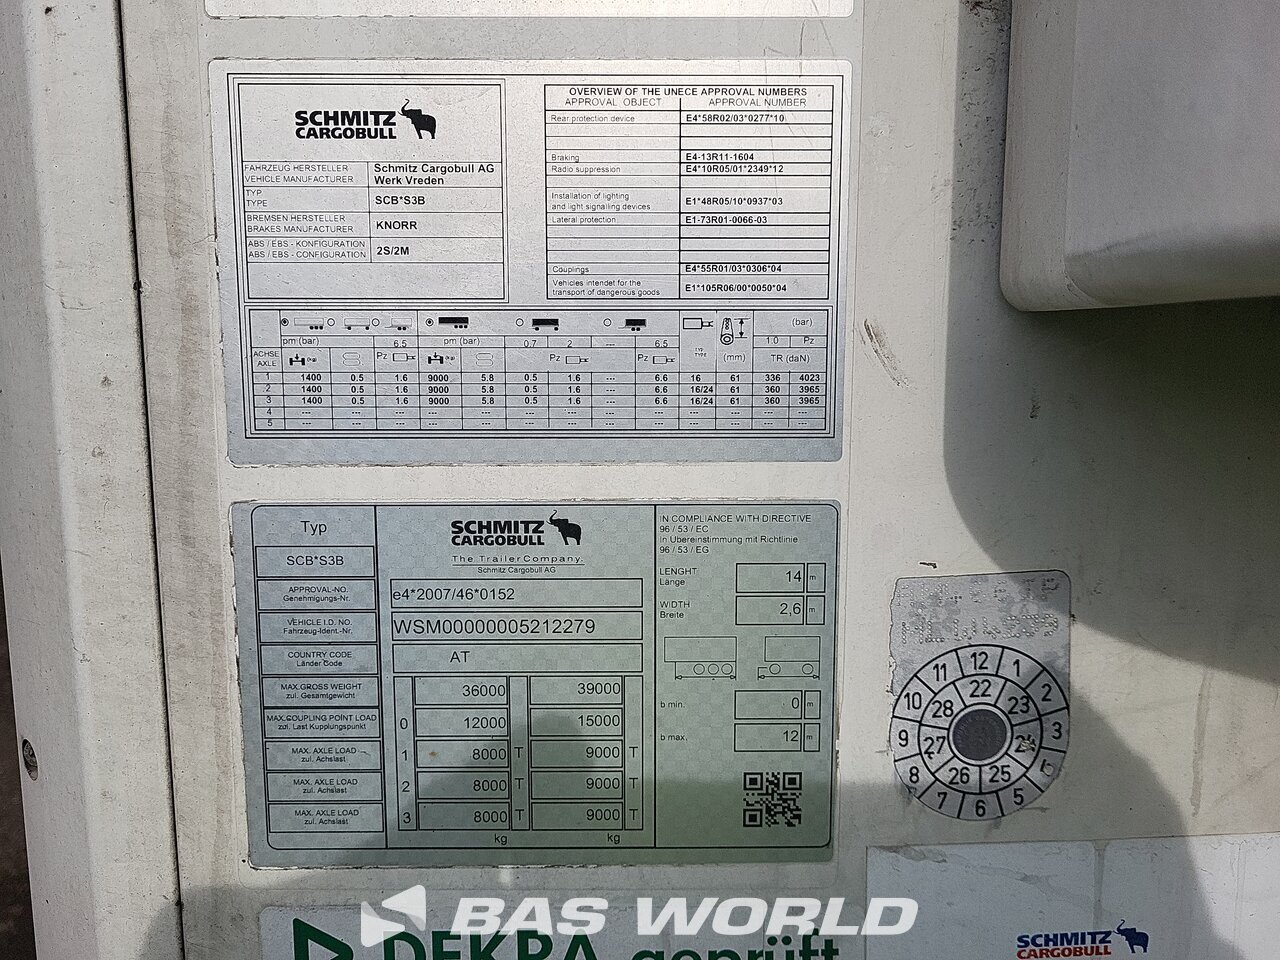 SCHMITZ
CARGOBULL
FAHRZEUG HERSTELLER
VEHICLE MANUFACTURER
Schmitz Cargobull AG
Werk Vreden
TYP
TYPE
SCB*S3B
BREMSEN HERSTELLER
BRAKES MANUFACTURER
KNORR
ABS / EBS - KONFIGURATION
ABS / EBS - CONFIGURATION
2S/2M
OVERVIEW OF THE UNECE APPROVAL NUMBERS
APPROVAL OBJECT APPROVAL NUMBER
Rear protection device E4*58R02/03*0277*10
Braking E4-13R11-1604
Radio suppression E4*10R05/01*2349*12
Installation of lighting
and light signalling devices E1*48R05/10*0937*03
Lateral protection E1-73R01-0066-03
Couplings E4*55R01/03*0306*04
Vehicles intendet for the
transport of dangerous goods E1*105R06/00*0050*04
(bar)
pm (bar) 6.5 pm (bar) 0.7 2 --- 6.5 TYP TYPE 1.0 Pz
ACHSE
AXLE
Pz Pz Pz (mm) TR (daN)
1 1400 0.5 1.6 9000 5.8 0.5 1.6 --- 6.6 16 61 336 4023
2 1400 0.5 1.6 9000 5.8 0.5 1.6 --- 6.6 16/24 61 360 3965
3 1400 0.5 1.6 9000 5.8 0.5 1.6 --- 6.6 16/24 61 360 3965
4 --- --- --- --- --- --- --- --- --- --- --- --- ---
5 --- --- --- --- --- --- --- --- --- --- --- --- ---
Typ
SCB*S3B
SCHMITZ
CARGOBULL
The Trailer Company.
Schmitz Cargobull AG
APPROVAL-NO.
Genehmigungs-Nr.
e4*2007/46*0152
VEHICLE I.D. NO.
Fahrzeug-Ident.-Nr.
WSM00000005212279
COUNTRY CODE
Länder Code
AT
MAX.GROSS WEIGHT
zul. Gesamtgewicht
36000 39000
MAX.COUPLING POINT LOAD
zul. Last Kupplungspunkt
0 12000 15000
MAX. AXLE LOAD
zul. Achslast
1 8000 T 9000 T
MAX. AXLE LOAD
zul. Achslast
2 8000 T 9000 T
MAX. AXLE LOAD
zul. Achslast
3 8000 T 9000 T
kg kg
IN COMPLIANCE WITH DIRECTIVE
96 / 53 / EC
In Übereinstimmung mit Richtlinie
96 / 53 / EG
LENGHT
Länge
14 m
WIDTH
Breite
2,6 m
b min. 0 m
b max. 12 m
12 1 2 3 5 6 7 8 9 10 11
22 23 24 25 26 27 28
BAS WORLD
DEKRA geprüft
SCHMITZ
CARGOBULL